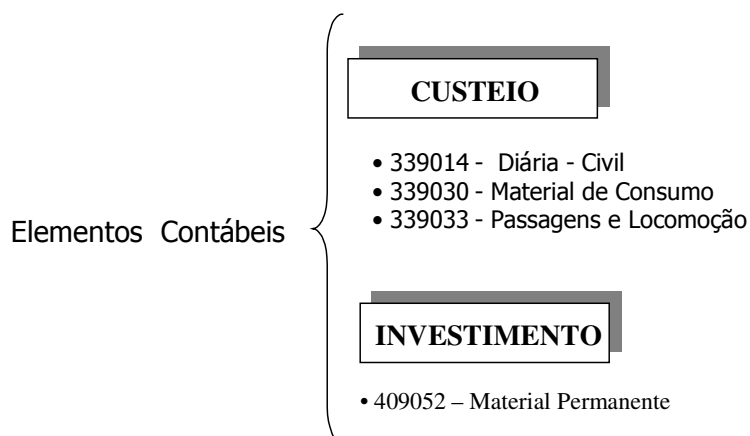 CUSTEIO
• 339014 - Diária - Civil
• 339030 - Material de Consumo
• 339033 - Passagens e Locomoção
Elementos Contábeis
INVESTIMENTO
• 409052 – Material Permanente